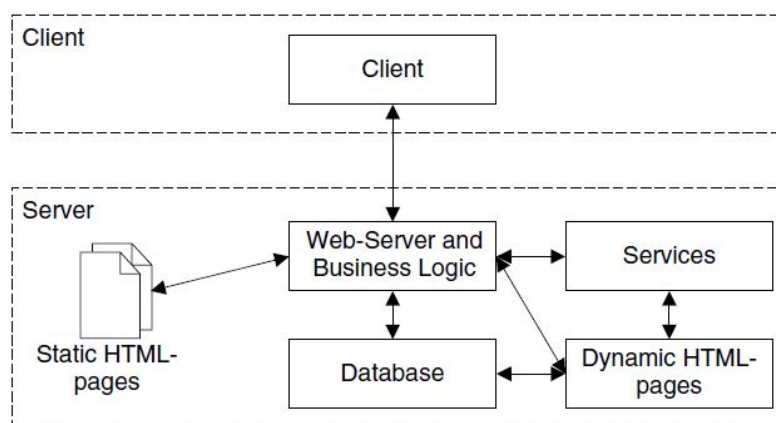 Client
Client
Server
Web-Server and
Business Logic
Services
Static HTML-
pages
Database
Dynamic HTML-
pages